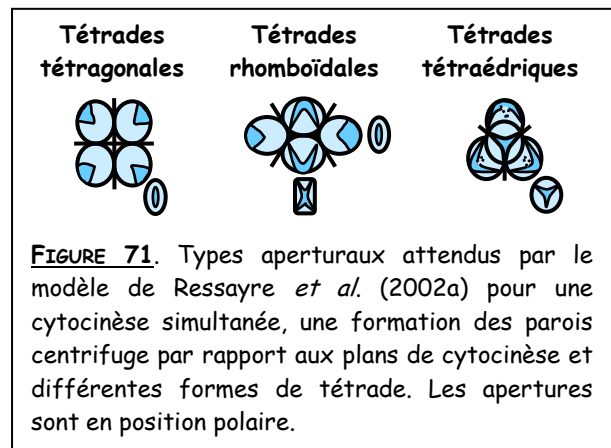 Tétrades Tétrades Tétrades
tétragonales rhomboïdales tétraédriques
FIGURE 71. Types aperturaux attendus par le
modèle de Ressayre et al. (2002a) pour une
cytocinèse simultanée, une formation des parois
centrifuge par rapport aux plans de cytocinèse et
différentes formes de tétrade. Les apertures
sont en position polaire.